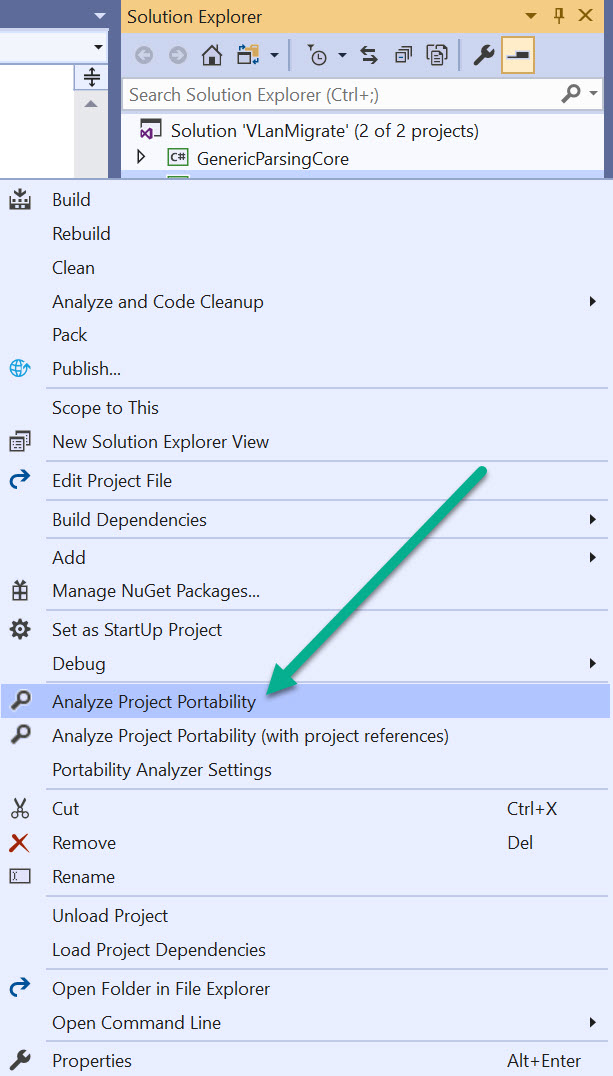 Solution Explorer
Search Solution Explorer (Ctrl+;)
Solution 'VLanMigrate' (2 of 2 projects)
C# GenericParsingCore
Build
Rebuild
Clean
Analyze and Code Cleanup
Pack
Publish...
Scope to This
New Solution Explorer View
Edit Project File
Build Dependencies
Add
Manage NuGet Packages...
Set as StartUp Project
Debug
Analyze Project Portability
Analyze Project Portability (with project references)
Portability Analyzer Settings
Cut Ctrl+X
Remove Del
Rename
Unload Project
Load Project Dependencies
Open Folder in File Explorer
Open Command Line
Properties Alt+Enter